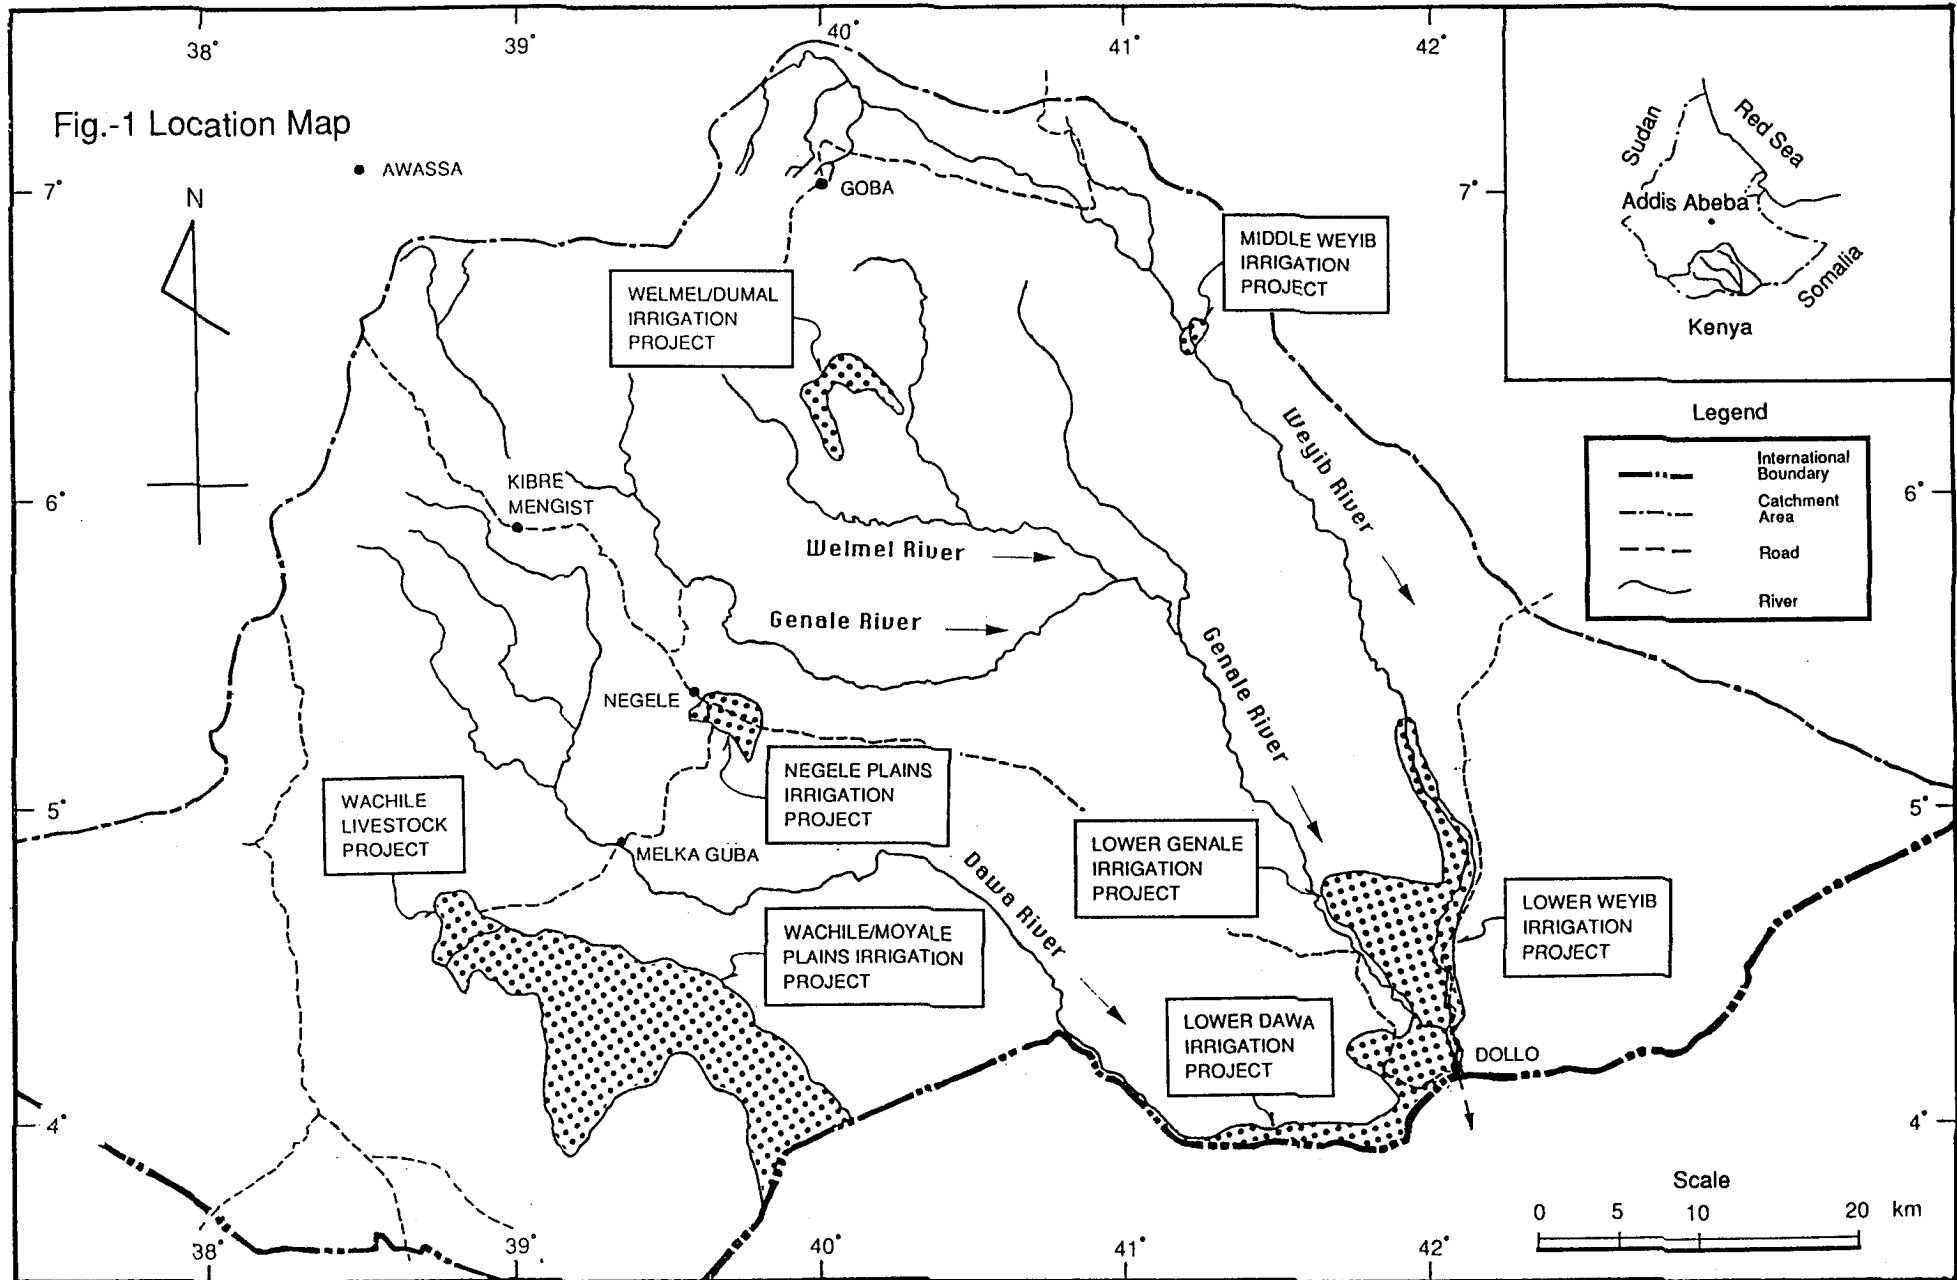 38°
39°
40°
41°
42°
Fig.-1 Location Map
AWASSA
N
7°
GOBA
7°
Sudan
Red Sea
Addis Abeba
Somalia
Kenya
MIDDLE WEYIB
IRRIGATION
PROJECT
WELMEL/DUMAL
IRRIGATION
PROJECT
Legend
International
Boundary
Catchment
Area
Road
River
Weyib River
KIBRE
MENGIST
6°
6°
Welmel River
Genale River
Genale River
NEGELE
NEGELE PLAINS
IRRIGATION
PROJECT
WACHILE
LIVESTOCK
PROJECT
5°
5°
MELKA GUBA
Dawa River
LOWER GENALE
IRRIGATION
PROJECT
LOWER WEYIB
IRRIGATION
PROJECT
WACHILE/MOYALE
PLAINS IRRIGATION
PROJECT
LOWER DAWA
IRRIGATION
PROJECT
DOLLO
4°
4°
Scale
0 5 10 20 km
38°
39°
40°
41°
42°